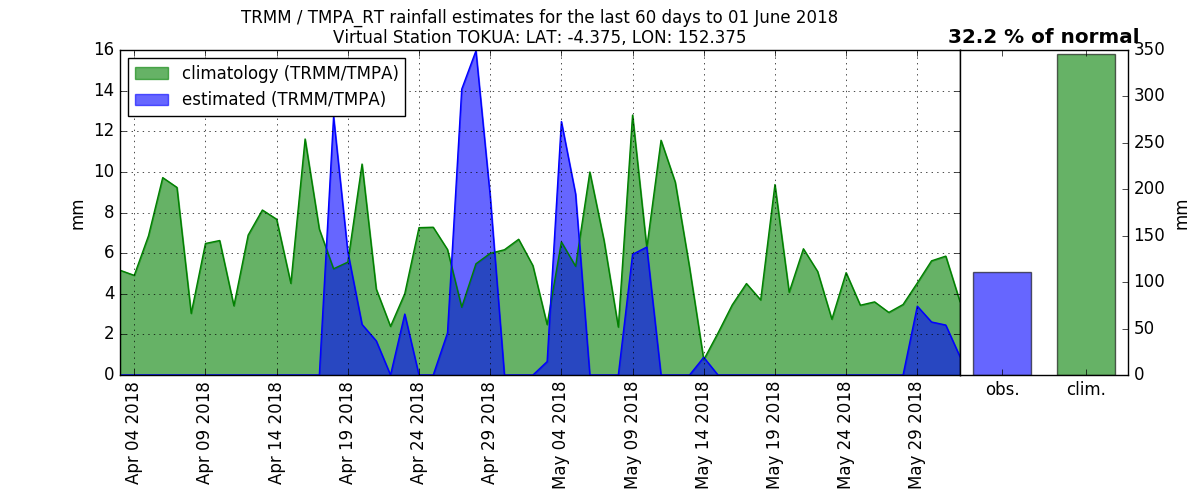 TRMM / TMPA_RT rainfall estimates for the last 60 days to 01 June 2018
Virtual Station TOKUA: LAT: -4.375, LON: 152.375
32.2 % of normal
climatology (TRMM/TMPA)
estimated (TRMM/TMPA)
mm
16
14
12
10
8
6
4
2
0
Apr 04 2018
Apr 09 2018
Apr 14 2018
Apr 19 2018
Apr 24 2018
Apr 29 2018
May 04 2018
May 09 2018
May 14 2018
May 19 2018
May 24 2018
May 29 2018
obs.
clim.
350
300
250
200
150
100
50
0
mm